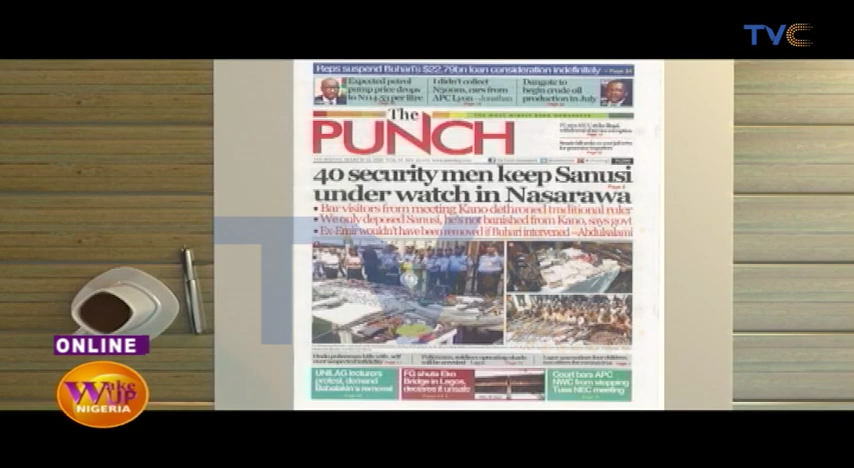 TVC
Reps suspend Buhari's $22.79bn loan consideration indefinitely
Expected petrol
pump price drops
to N114.53 per litre
I didn't collect
N500m, cars from
APC Lyon –Jonathan
Dangote to
begin crude oil
production in July
The
PUNCH
40 security men keep Sanusi
under watch in Nasarawa
Bar visitors from meeting Kano dethroned traditional ruler
We only deposed Sanusi, he's not banished from Kano, says govt
Ex-Emir wouldn't have been removed if Buhari intervened –Abdulsalami
UNILAG lecturers
protest, demand
Babalakin's removal
FG shuts Eko
Bridge in Lagos,
declares it unsafe
Court bars APC
NWC from stopping
Tues NEC meeting
ONLINE
Wake
UP
NIGERIA